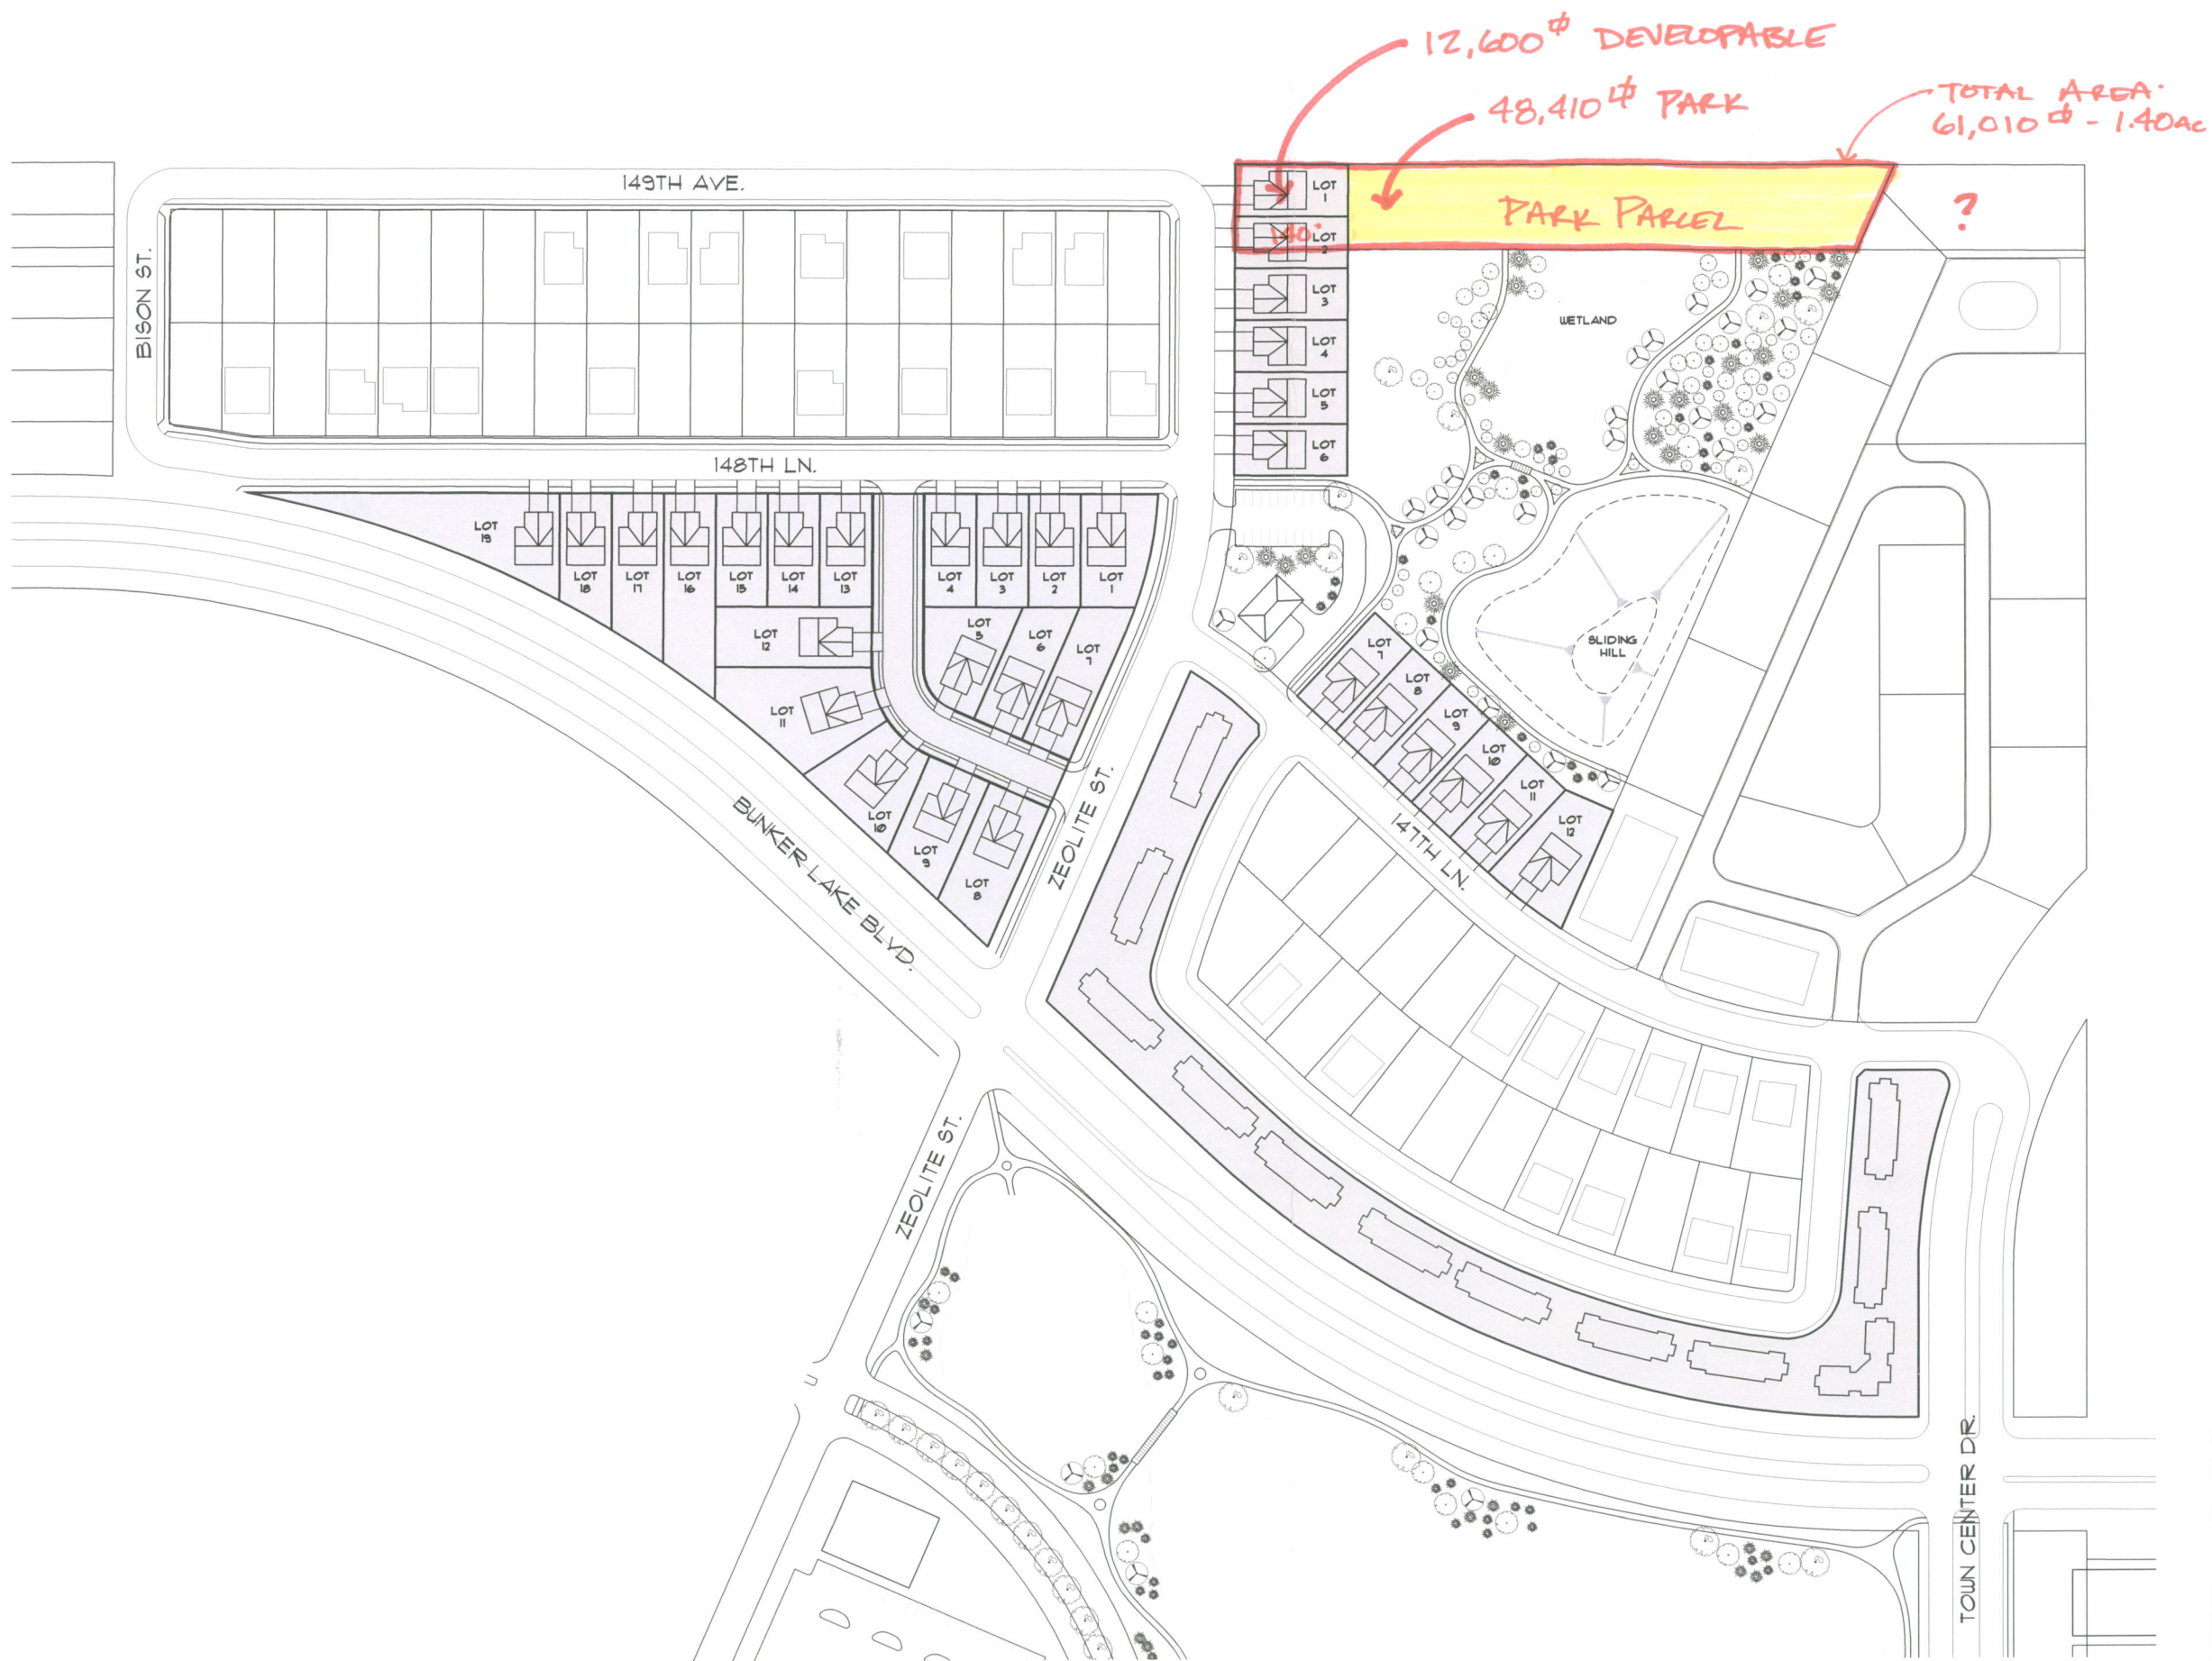 12,600 DEVELOPABLE
48,410 PARK
TOTAL AREA:
61,010 - 1.40AC
149TH AVE.
LOT
1
PARK PARCEL
?
140'
LOT
2
BISON ST.
LOT
3
WETLAND
LOT
4
LOT
5
LOT
6
148TH LN.
LOT
19
LOT
18
LOT
17
LOT
16
LOT
15
LOT
14
LOT
13
LOT
4
LOT
3
LOT
2
LOT
1
LOT
12
LOT
5
LOT
6
LOT
7
LOT
11
LOT
10
LOT
9
LOT
8
SLIDING
HILL
LOT
7
LOT
8
LOT
9
LOT
10
LOT
11
LOT
12
BUNKER LAKE BLVD.
ZEOLITE ST.
147TH LN.
ZEOLITE ST.
TOWN CENTER DR.